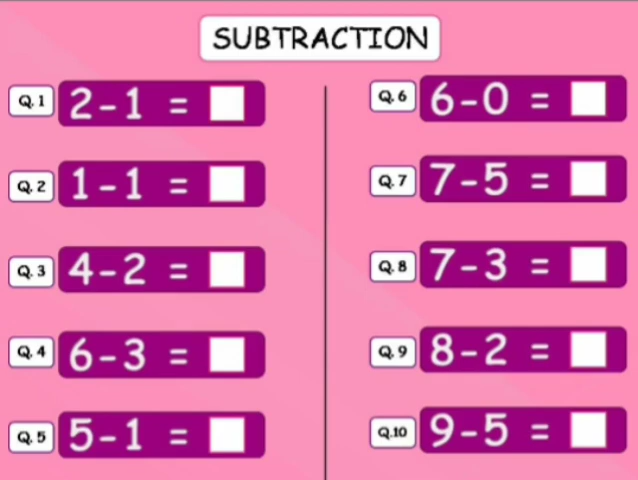 SUBTRACTION
Q. 1 2-1 =
Q. 2 1-1 =
Q. 3 4-2 =
Q. 4 6-3 =
Q. 5 5-1 =
Q. 6 6-0 =
Q. 7 7-5 =
Q. 8 7-3 =
Q. 9 8-2 =
Q.10 9-5 =